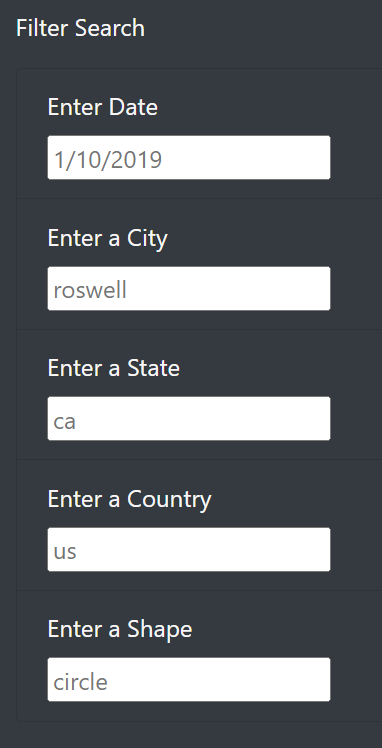 Filter Search
Enter Date
1/10/2019
Enter a City
roswell
Enter a State
ca
Enter a Country
us
Enter a Shape
circle